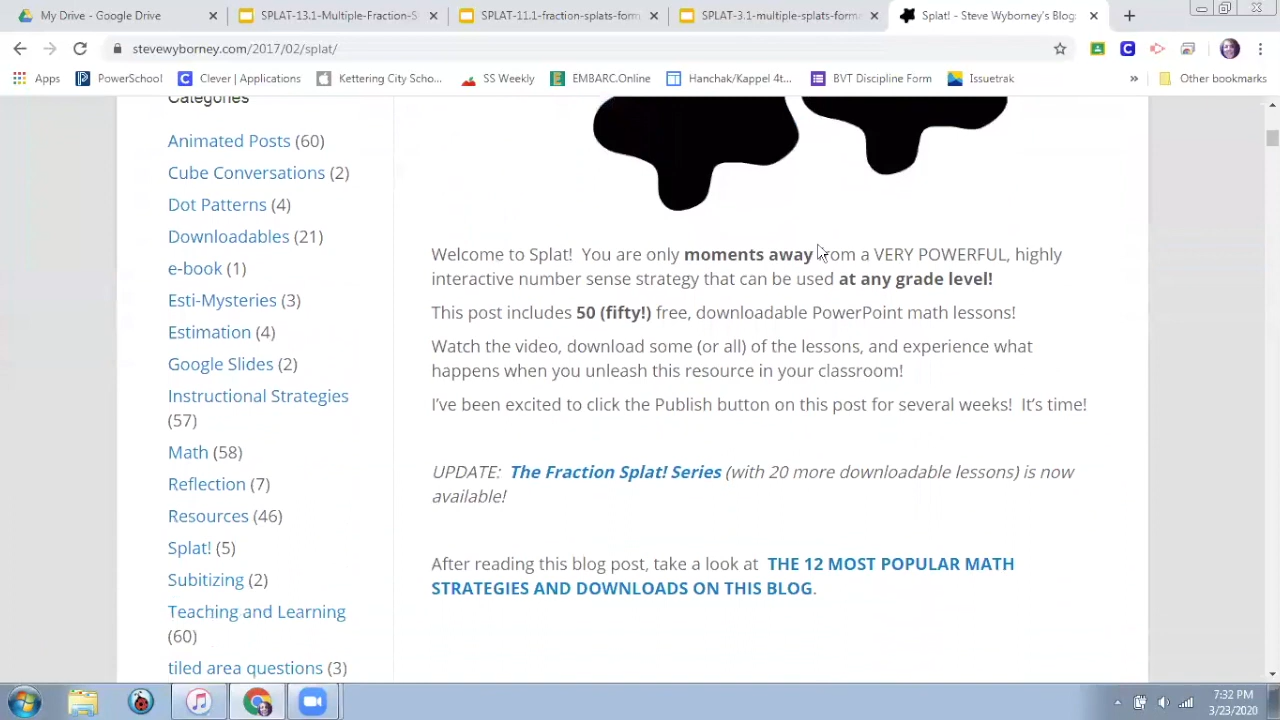 My Drive - Google Drive
SPLAT-13.1-Multiple-Fraction-S
SPLAT-11.1-fraction-splats-form
SPLAT-3.1-multiple-splats-forma
Splat! - Steve Wyborney's Blog:
stevewyborney.com/2017/02/splat/
Apps
PowerSchool
Clever | Applications
Kettering City Scho...
SS Weekly
EMBARC.Online
Hanchak/Kappel 4t...
BVT Discipline Form
Issuetrak
»
Other bookmarks
Categories
Animated Posts (60)
Cube Conversations (2)
Dot Patterns (4)
Downloadables (21)
e-book (1)
Esti-Mysteries (3)
Estimation (4)
Google Slides (2)
Instructional Strategies
(57)
Math (58)
Reflection (7)
Resources (46)
Splat! (5)
Subitizing (2)
Teaching and Learning
(60)
tiled area questions (3)
Welcome to Splat! You are only moments away from a VERY POWERFUL, highly
interactive number sense strategy that can be used at any grade level!
This post includes 50 (fifty!) free, downloadable PowerPoint math lessons!
Watch the video, download some (or all) of the lessons, and experience what
happens when you unleash this resource in your classroom!
I've been excited to click the Publish button on this post for several weeks! It's time!
UPDATE: The Fraction Splat! Series (with 20 more downloadable lessons) is now
available!
After reading this blog post, take a look at THE 12 MOST POPULAR MATH
STRATEGIES AND DOWNLOADS ON THIS BLOG.
7:32 PM
3/23/2020